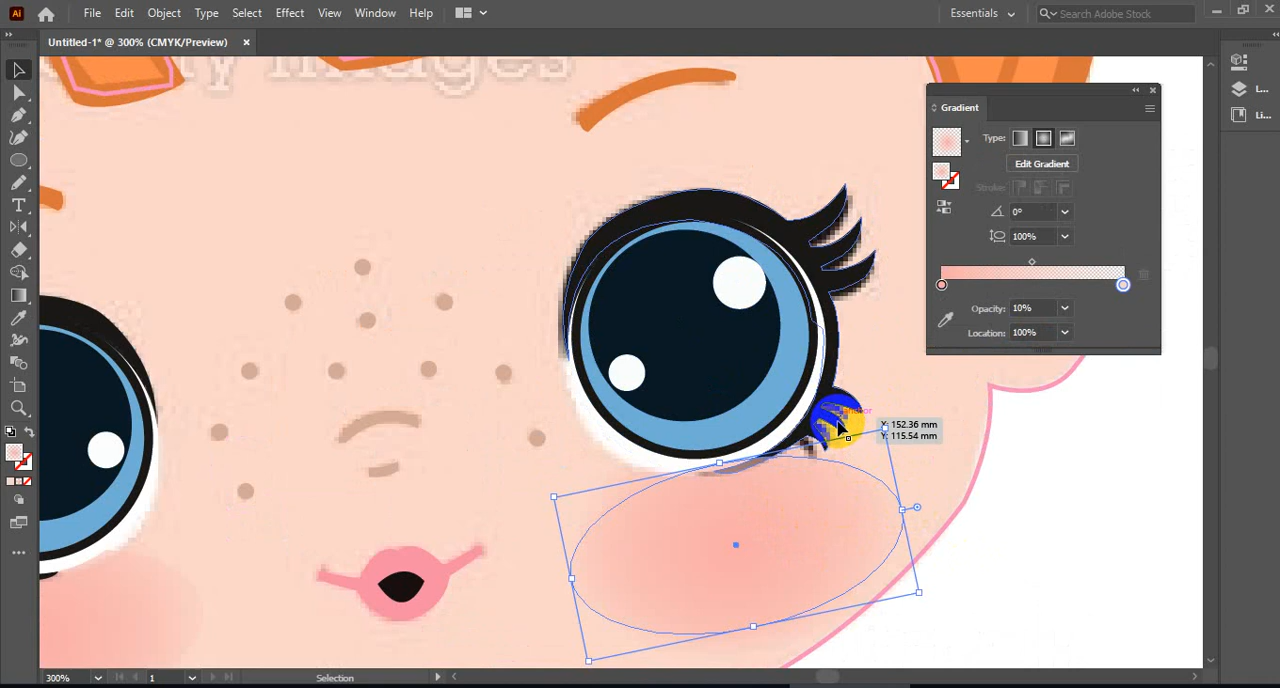 Ai File Edit Object Type Select Effect View Window Help Essentials Search Adobe Stock
Untitled-1* @ 300% (CMYK/Preview) ×
y images
Gradient
Type:
Edit Gradient
Stroke:
0°
100%
Opacity: 10%
Location: 100%
L...
Li...
X: 152.36 mm
Y: 115.54 mm
300% 1 Selection